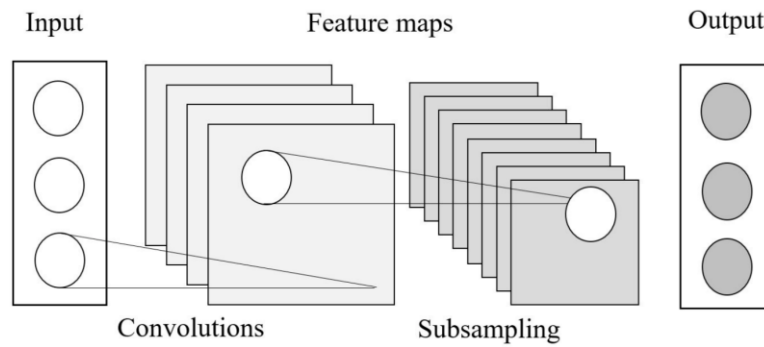 Input
Feature maps
Output
Convolutions
Subsampling